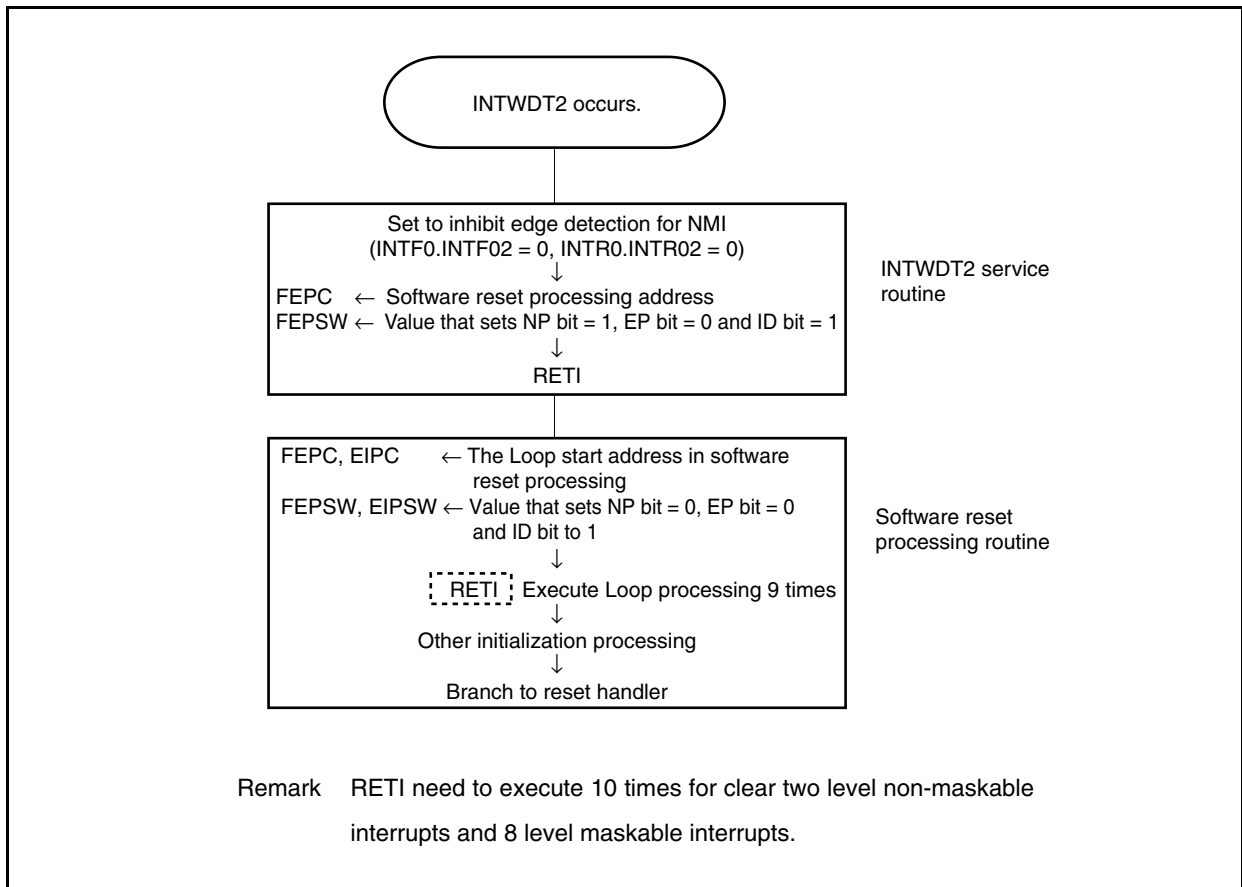 INTWDT2 occurs.
Set to inhibit edge detection for NMI
(INTF0.INTF02 = 0, INTR0.INTR02 = 0)
↓
FEPC ← Software reset processing address
FEPSW ← Value that sets NP bit = 1, EP bit = 0 and ID bit = 1
↓
RETI
INTWDT2 service
routine
FEPC, EIPC ← The Loop start address in software
reset processing
FEPSW, EIPSW ← Value that sets NP bit = 0, EP bit = 0
and ID bit to 1
↓
RETI Execute Loop processing 9 times
↓
Other initialization processing
↓
Branch to reset handler
Software reset
processing routine
Remark RETI need to execute 10 times for clear two level non-maskable
interrupts and 8 level maskable interrupts.